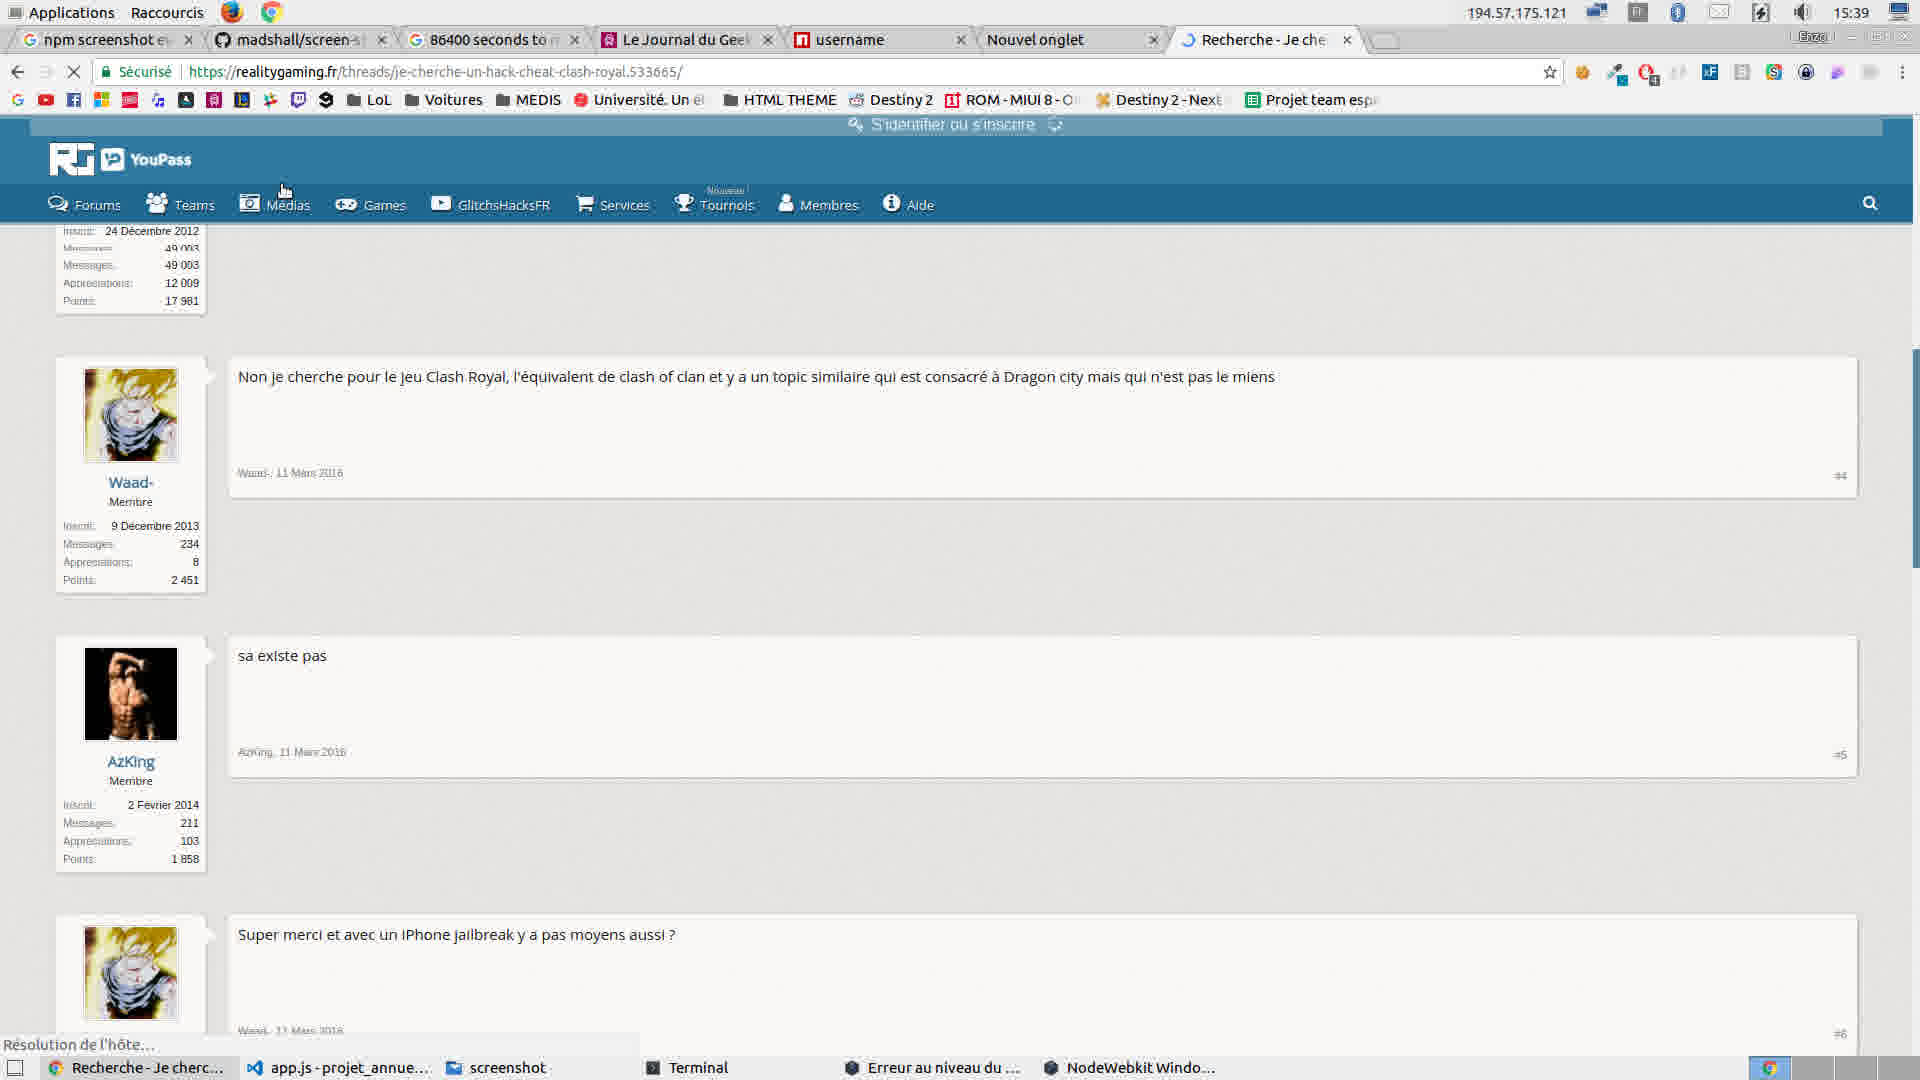 Applications Raccourcis 194.57.175.121 Fr 15:39
npm screenshot ev madshall/screen-s 86400 seconds to m Le Journal du Geek username Nouvel onglet Recherche - Je che Enzo
Sécurisé https://realitygaming.fr/threads/je-cherche-un-hack-cheat-clash-royal.533665/
LoL Voitures MEDIS Université. Un él HTML THEME Destiny 2 ROM - MIUI 8 - O Destiny 2 - Next Projet team esp
S'identifier ou s'inscrire
YouPass
Nouveau !
Forums Teams Médias Games GlitchsHacksFR Services Tournois Membres Aide
Inscrit: 24 Décembre 2012
Messages: 49 003
Messages: 49 003
Appréciations: 12 009
Points: 17 981
Non je cherche pour le jeu Clash Royal, l'équivalent de clash of clan et y a un topic similaire qui est consacré à Dragon city mais qui n'est pas le miens
Waad-, 11 Mars 2016 #4
Waad-
Membre
Inscrit: 9 Décembre 2013
Messages: 234
Appréciations: 8
Points: 2 451
sa existe pas
AzKing, 11 Mars 2016 #5
AzKing
Membre
Inscrit: 2 Février 2014
Messages: 211
Appréciations: 103
Points: 1 858
Super merci et avec un iPhone jailbreak y a pas moyens aussi ?
Waad-, 11 Mars 2016 #6
Résolution de l'hôte…
Recherche - Je cherc... app.js - projet_annue... screenshot Terminal Erreur au niveau du ... NodeWebkit Windo...